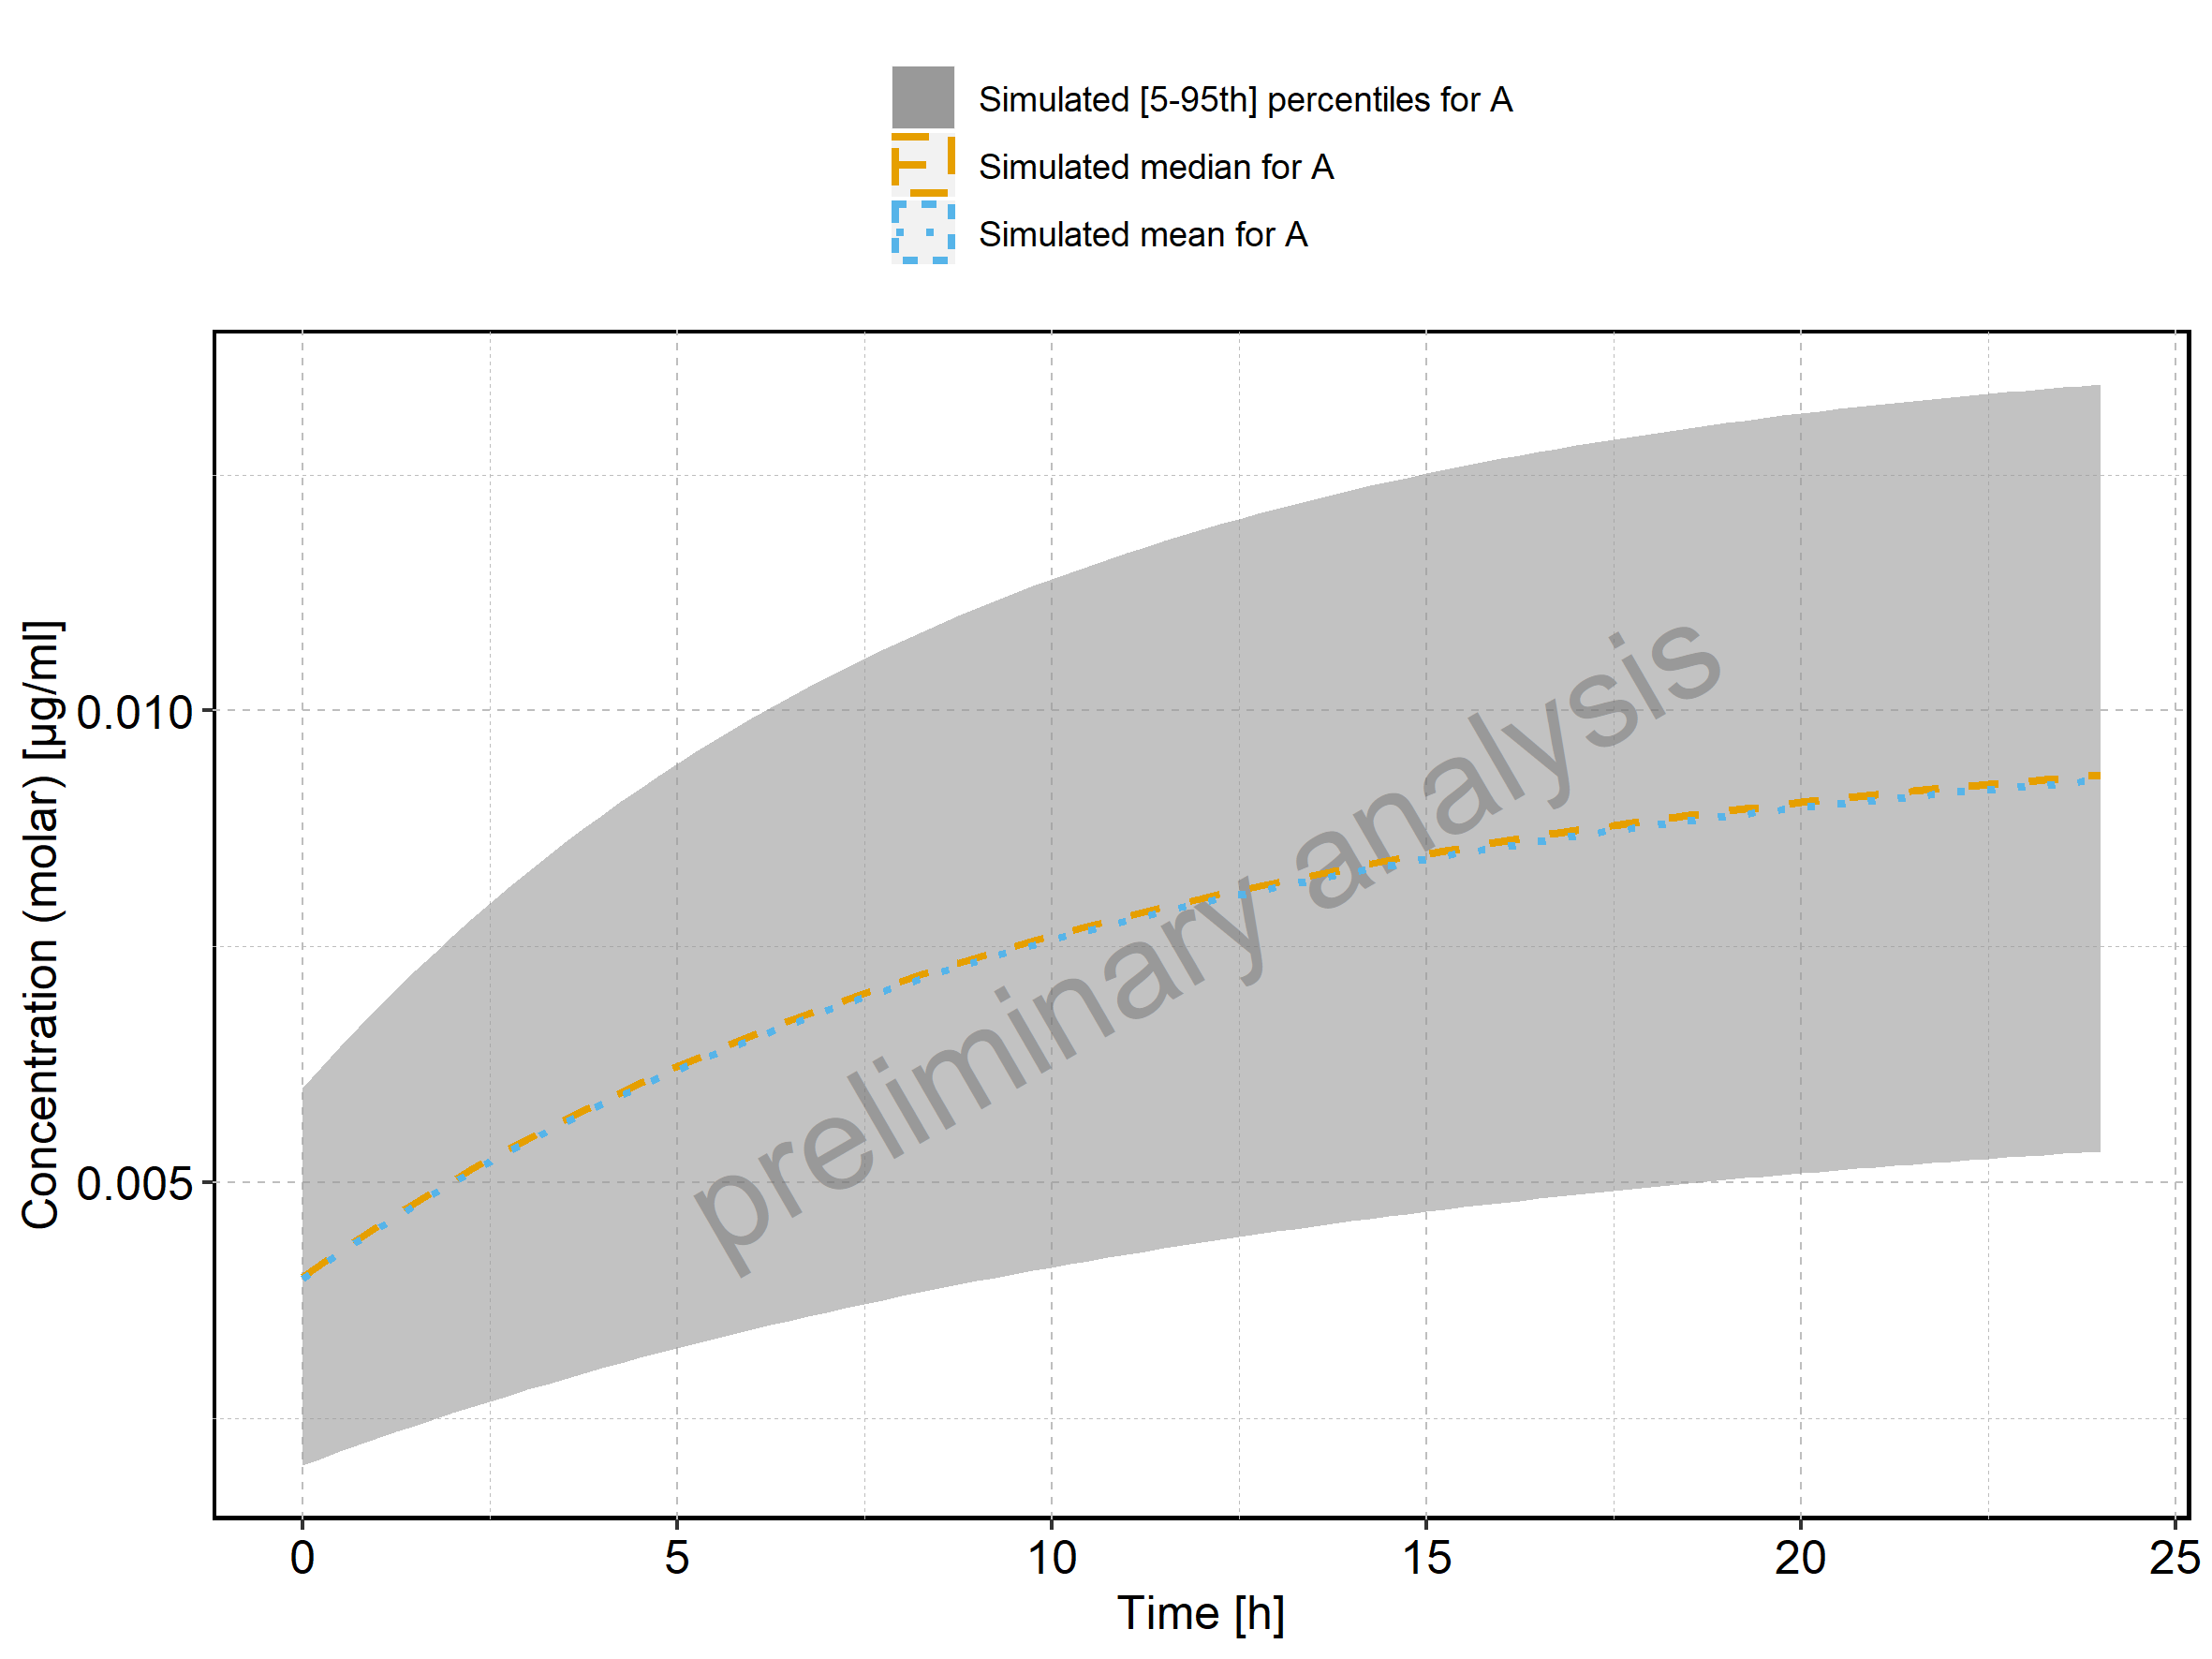 Simulated [5-95th] percentiles for A
Simulated median for A
Simulated mean for A
Concentration (molar) [µg/ml]
0.010
0.005
preliminary analysis
0 5 10 15 20 25
Time [h]